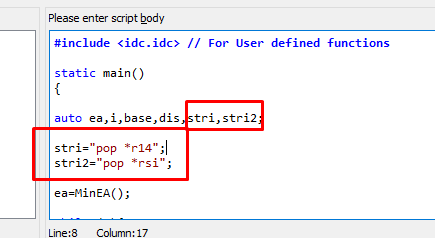 Please enter script body
#include <idc.idc> // For User defined functions
static main()
{
auto ea,i,base,dis,stri,stri2;
stri="pop *r14";
stri2="pop *rsi";
ea=MinEA();
Line:8 Column:17